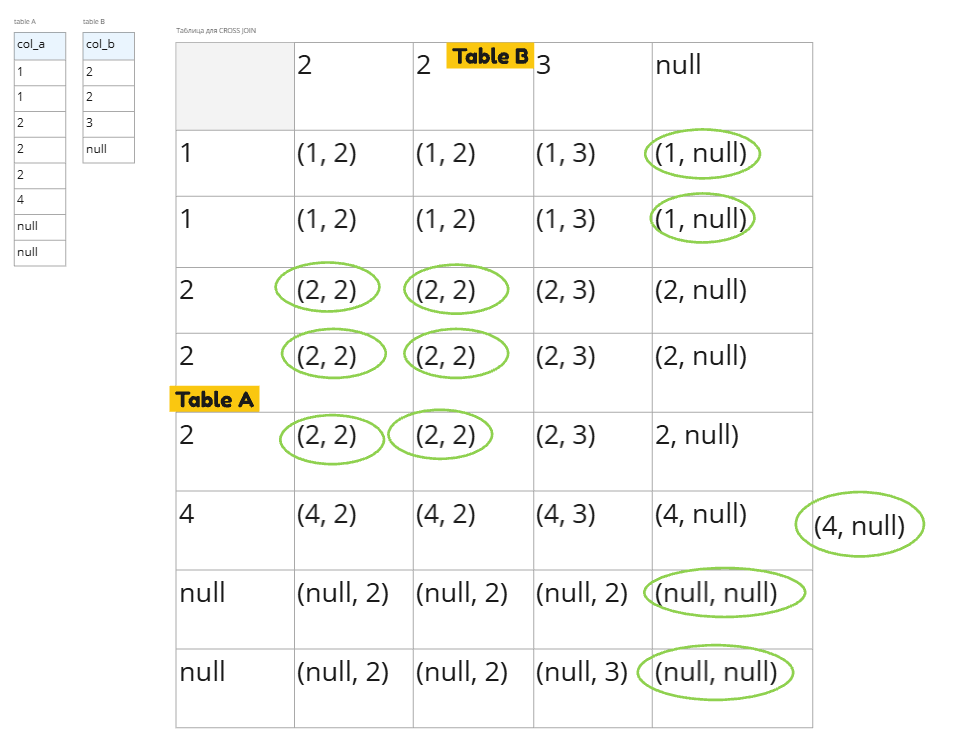 table A
table B
col_a
col_b
1
2
1
2
2
3
2
null
2
4
null
null
Таблица для CROSS JOIN
2 2 Table B 3 null
1 (1, 2) (1, 2) (1, 3) (1, null)
1 (1, 2) (1, 2) (1, 3) (1, null)
2 (2, 2) (2, 2) (2, 3) (2, null)
2 (2, 2) (2, 2) (2, 3) (2, null)
Table A
2 (2, 2) (2, 2) (2, 3) 2, null)
4 (4, 2) (4, 2) (4, 3) (4, null) (4, null)
null (null, 2) (null, 2) (null, 2) (null, null)
null (null, 2) (null, 2) (null, 3) (null, null)